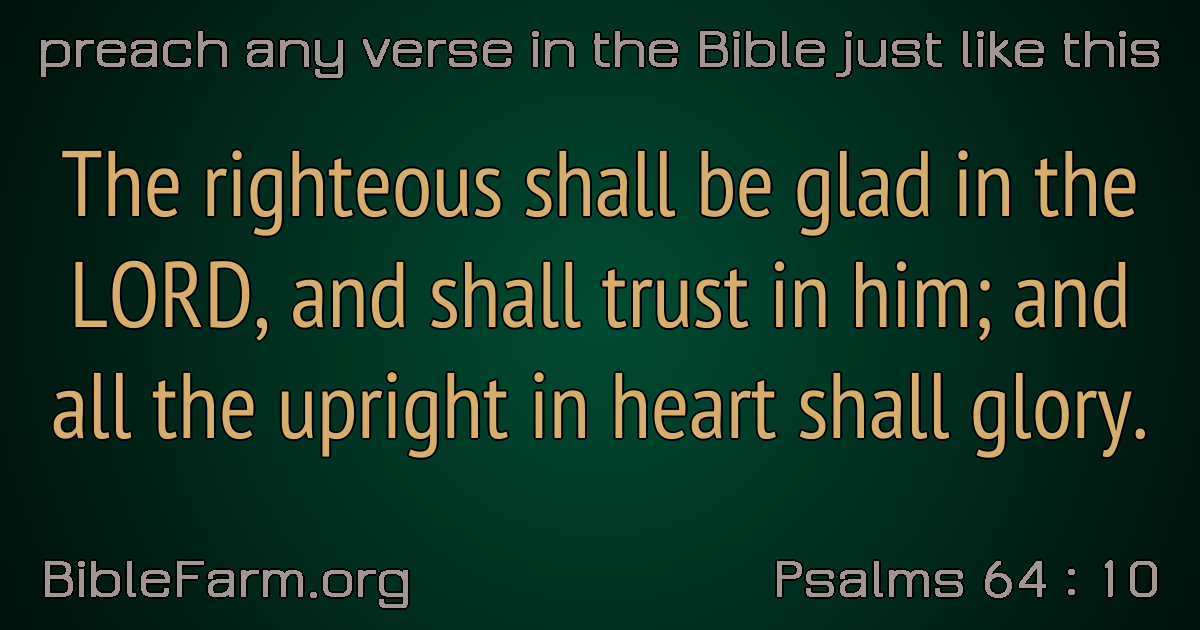 preach any verse in the Bible just like this
The righteous shall be glad in the
LORD, and shall trust in him; and
all the upright in heart shall glory.
BibleFarm.org
Psalms 64 : 10